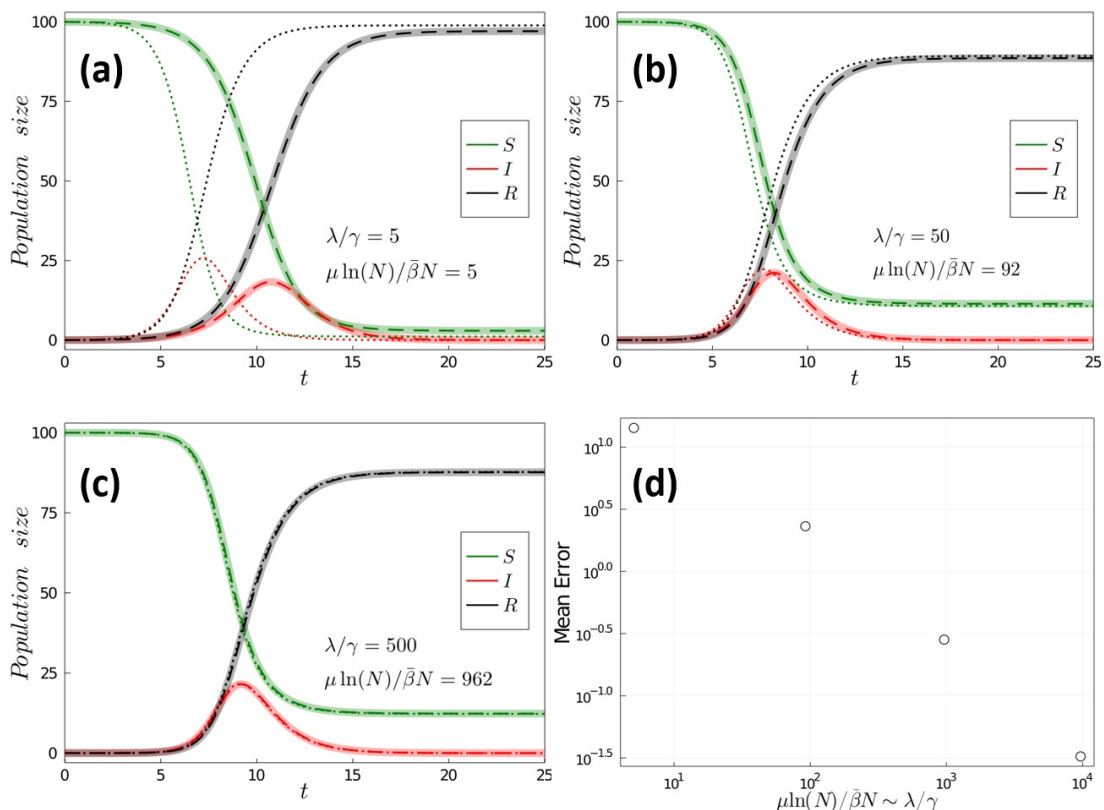 (a)
Population size
100
75
50
25
0
S
I
R
λ/γ = 5
μ ln(N)/β̄N = 5
0 5 10 15 20 25
t
(b)
Population size
100
75
50
25
0
S
I
R
λ/γ = 50
μ ln(N)/β̄N = 92
0 5 10 15 20 25
t
(c)
Population size
100
75
50
25
0
S
I
R
λ/γ = 500
μ ln(N)/β̄N = 962
0 5 10 15 20 25
t
(d)
Mean Error
10^1.0
10^0.5
10^0.0
10^−0.5
10^−1.0
10^−1.5
10^1 10^2 10^3 10^4
μln(N)/β̄N ∼ λ/γ